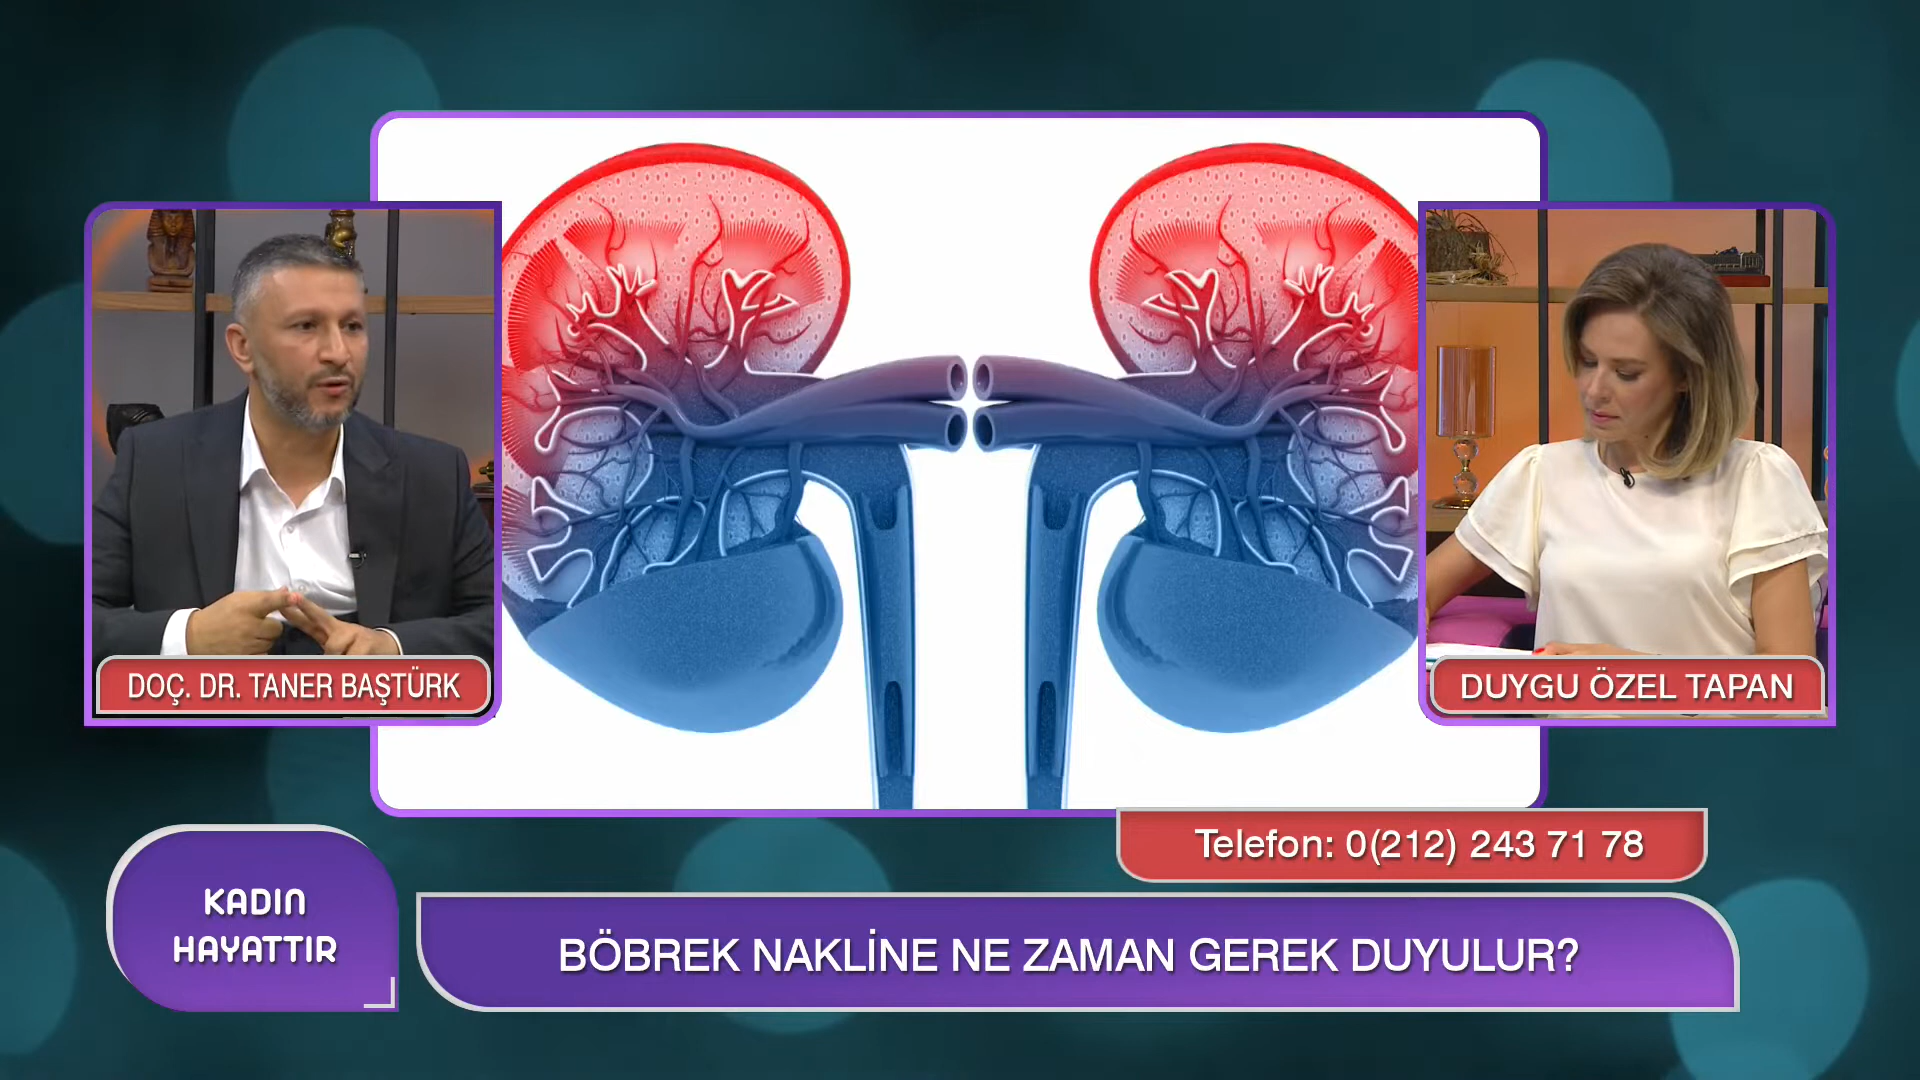 DOÇ. DR. TANER BAŞTÜRK
DUYGU ÖZEL TAPAN
Telefon: 0(212) 243 71 78
KADIN
HAYATTIR
BÖBREK NAKLİNE NE ZAMAN GEREK DUYULUR?